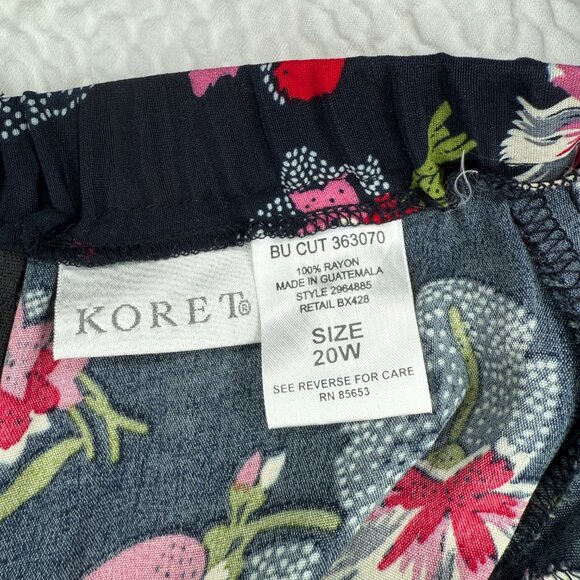 KORET®
BU CUT 363070
100% RAYON
MADE IN GUATEMALA
STYLE 2964885
RETAIL BX428
SIZE
20W
SEE REVERSE FOR CARE
RN 85653